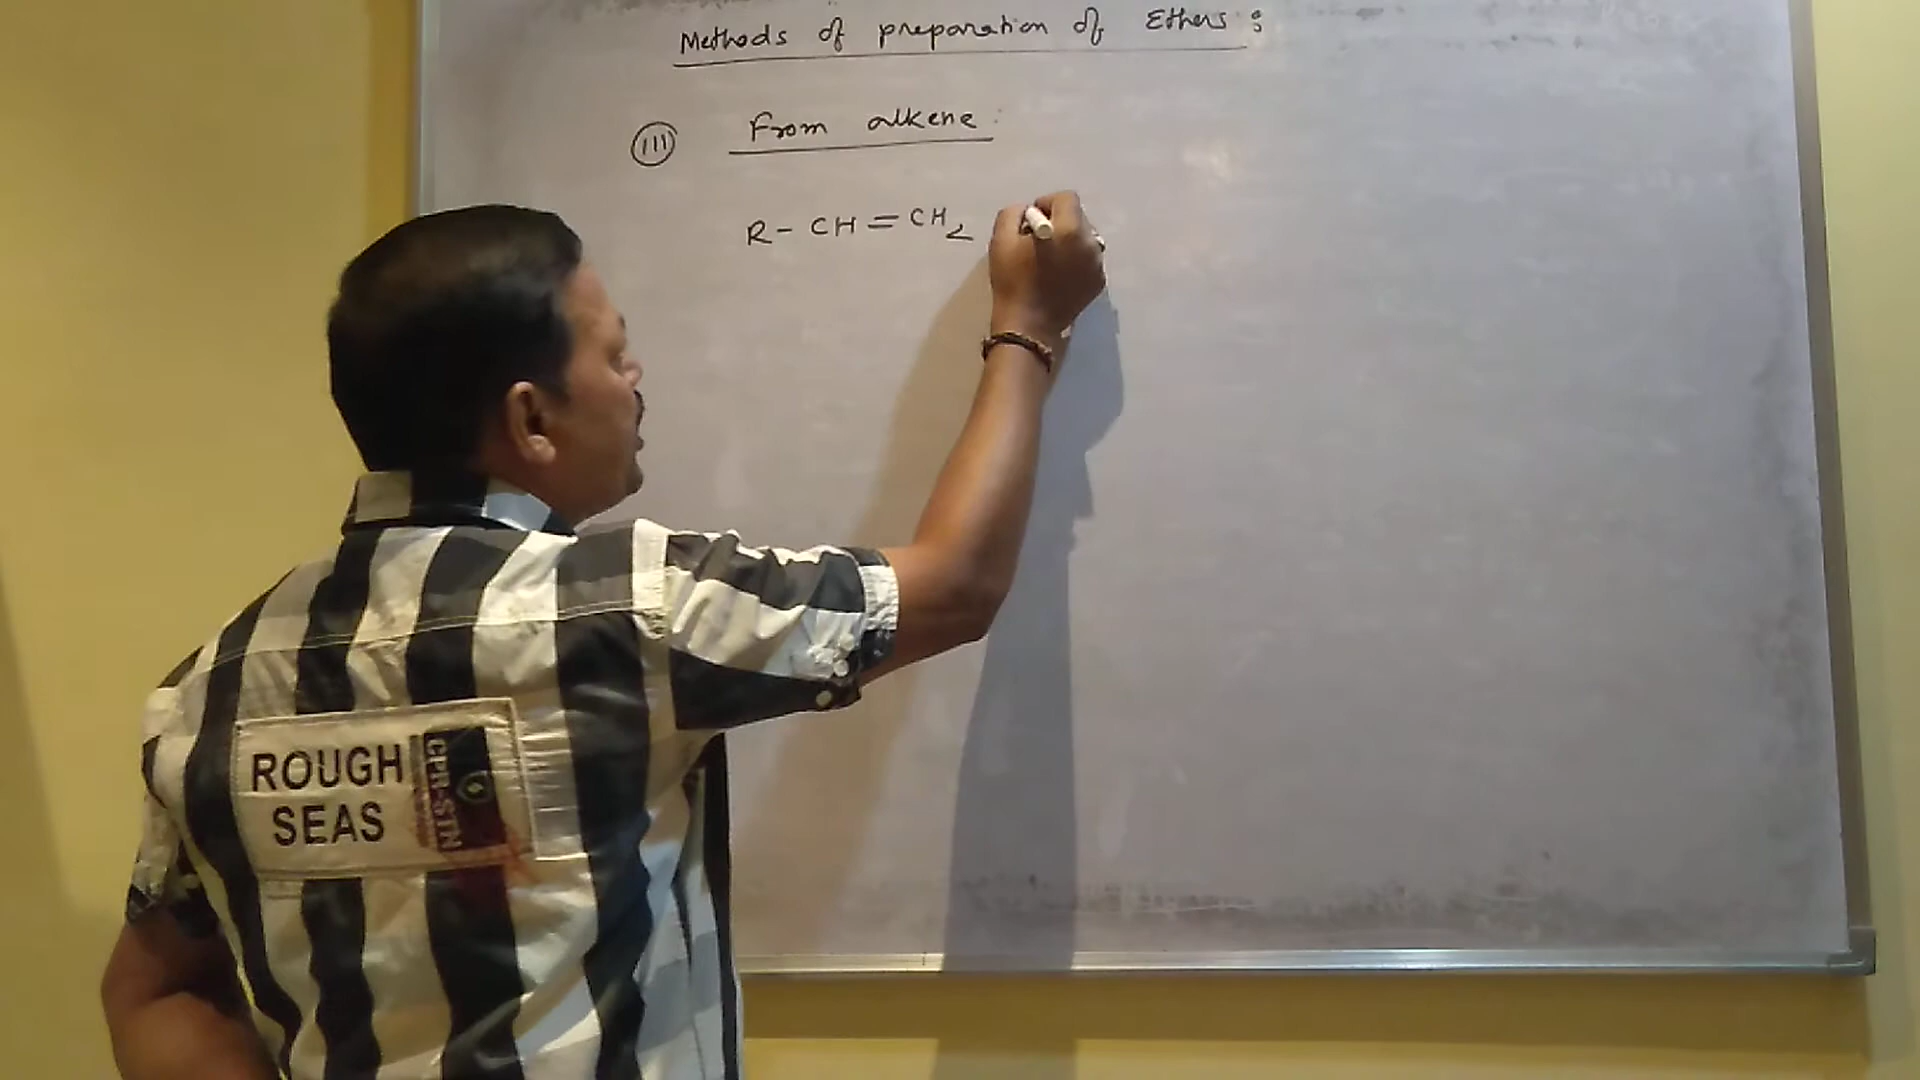 Methods of preparation of Ethers :
(III) From alkene :
R - CH = CH₂
ROUGH
SEAS